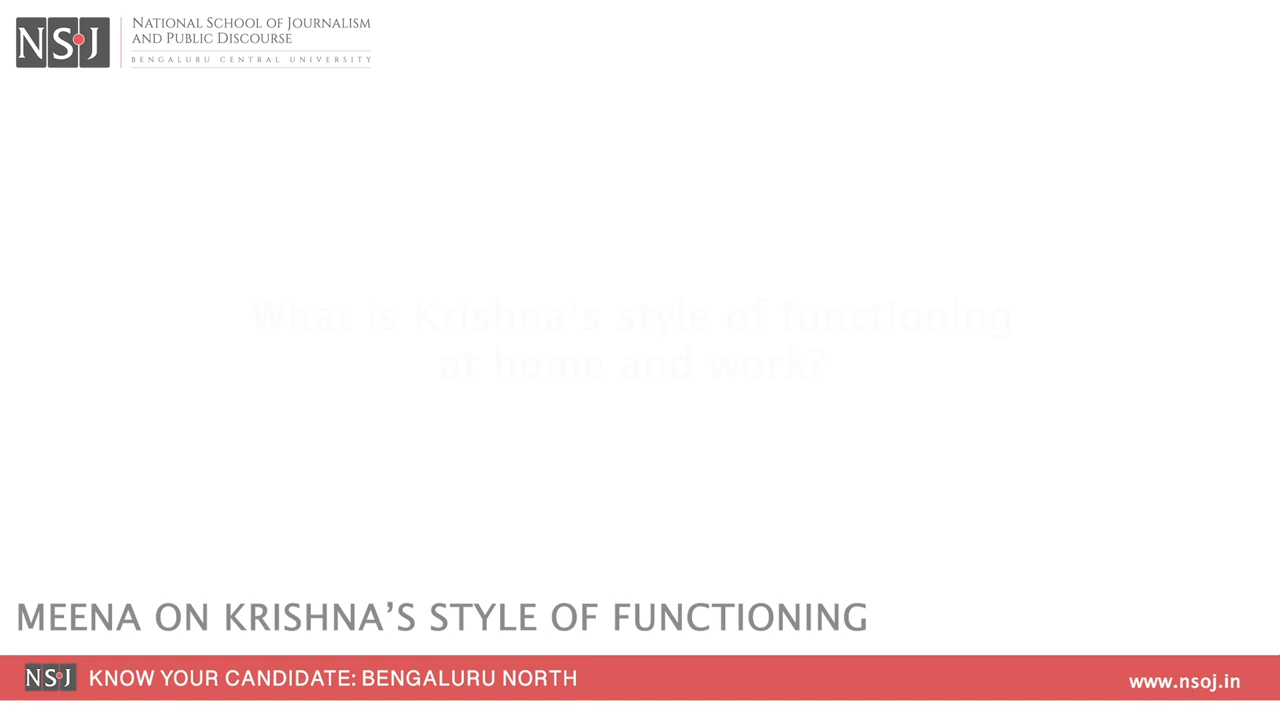 NSJ
NATIONAL SCHOOL OF JOURNALISM
AND PUBLIC DISCOURSE
BENGALURU CENTRAL UNIVERSITY
What is Krishna's style of functioning
at home and work?
MEENA ON KRISHNA'S STYLE OF FUNCTIONING
NSJ KNOW YOUR CANDIDATE: BENGALURU NORTH
www.nsoj.in